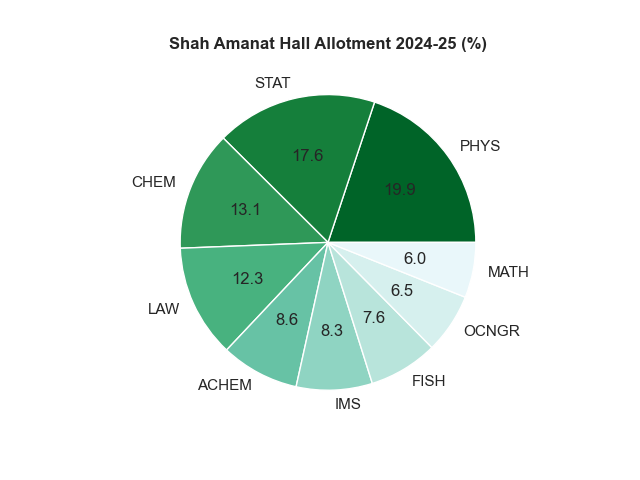 Shah Amanat Hall Allotment 2024-25 (%)
STAT
PHYS
17.6
19.9
CHEM
13.1
6.0
MATH
LAW
12.3
6.5
OCNGR
8.6
8.3
7.6
ACHEM
FISH
IMS